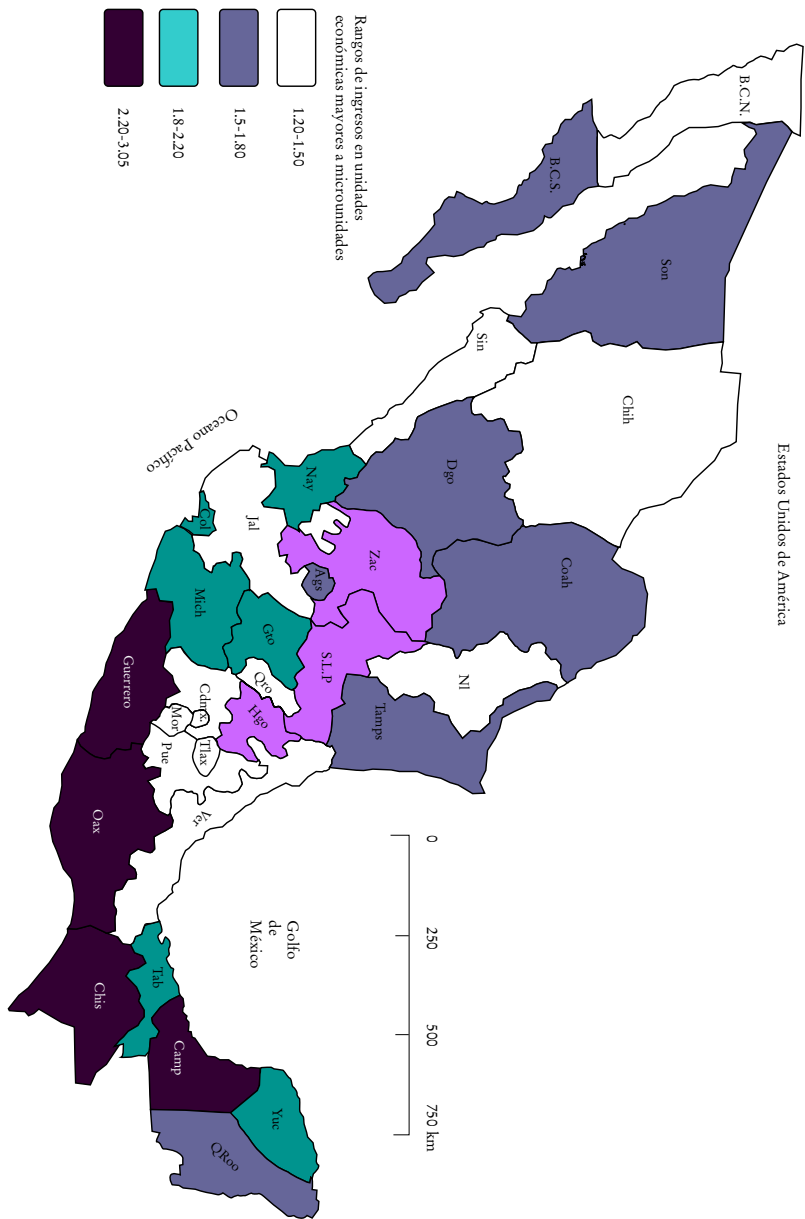 Estados Unidos de América
B.C.N.
Son
B.C.S.
Chih
Sin
Coah
Dgo
Nl
Zac
Nay
Ags
S.L.P
Tamps
Jal
Col
Gto
Qro
Hgo
Mich
Cdmx.
Mor
Tlax
Pue
Ver
Guerrero
Oax
Chis
Tab
Camp
Yuc
QRoo
Oceano Pacífico
Golfo
de
México
0 250 500 750 km
Rangos de ingresos en unidades
económicas mayores a microunidades
1.20-1.50
1.5-1.80
1.8-2.20
2.20-3.05